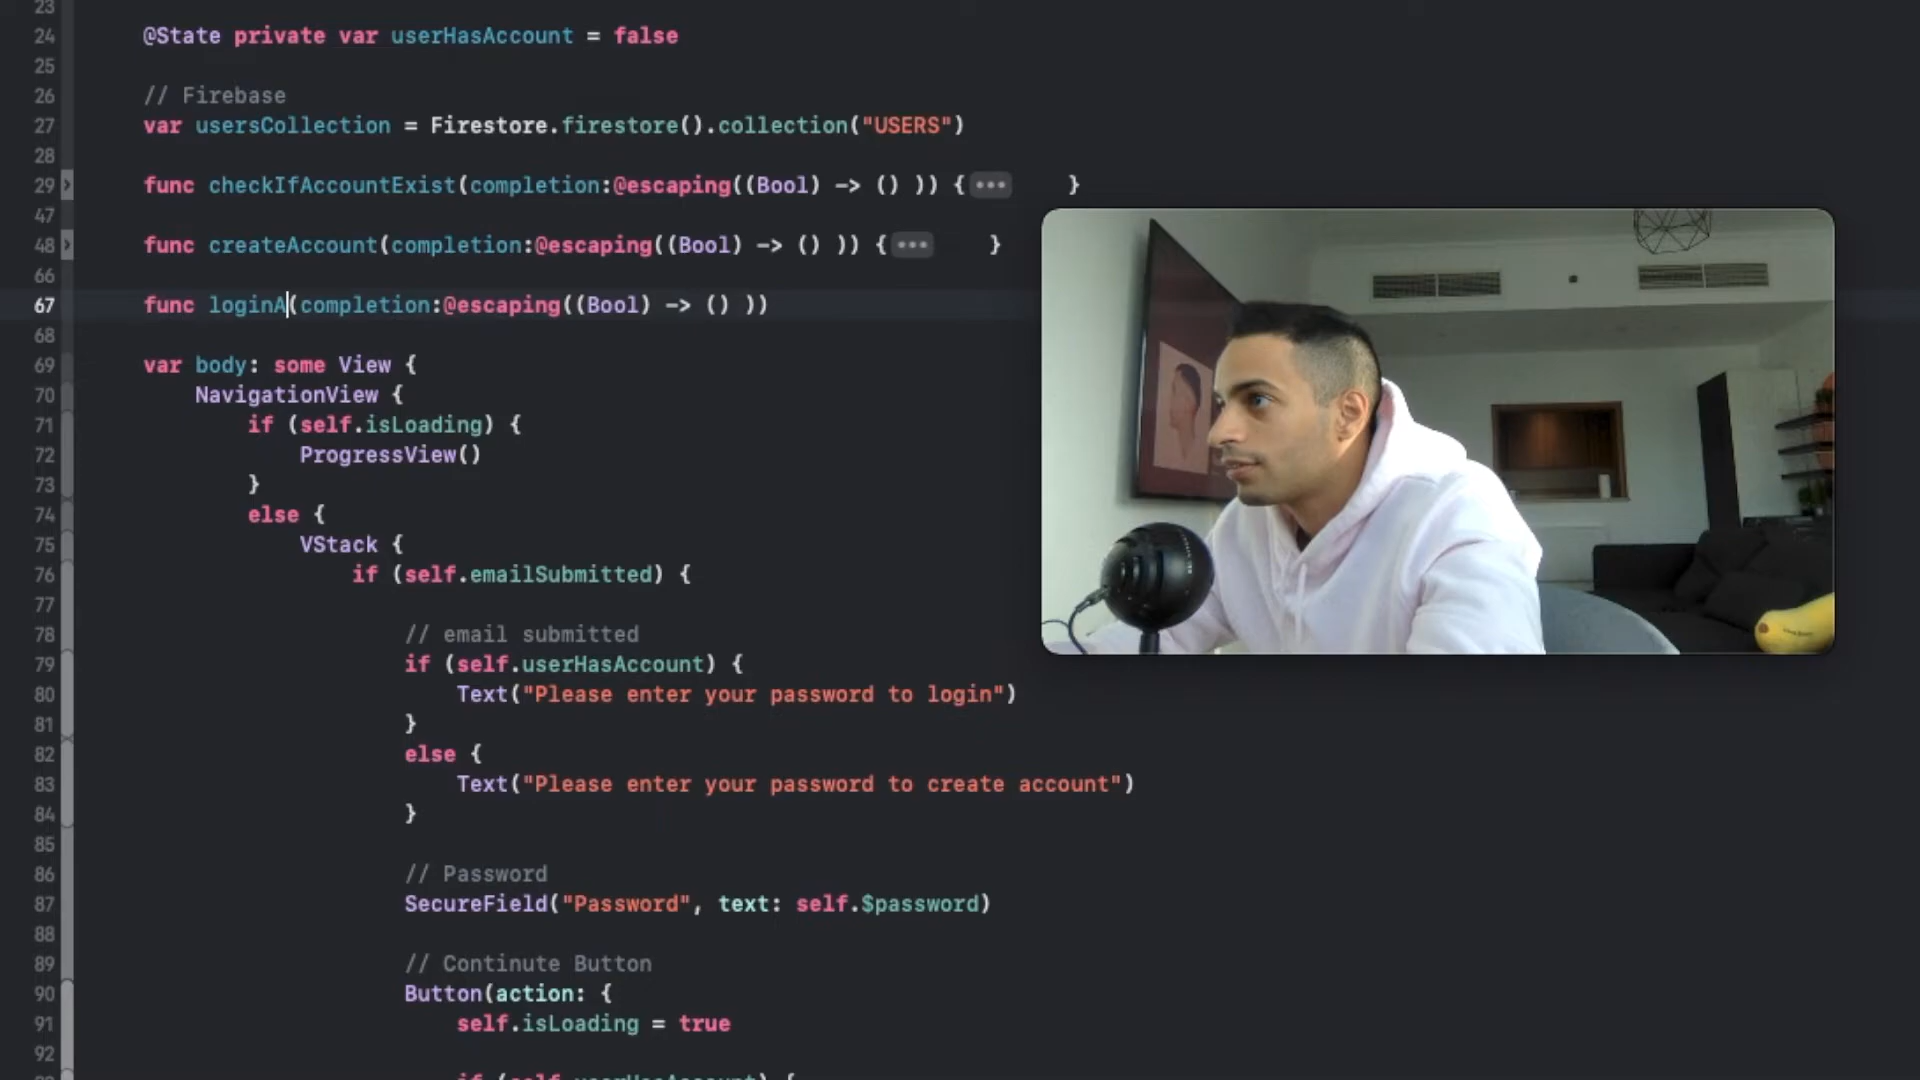 23
24 @State private var userHasAccount = false
25
26 // Firebase
27 var usersCollection = Firestore.firestore().collection("USERS")
28
29 func checkIfAccountExist(completion:@escaping((Bool) -> () )) {••• }
47
48 func createAccount(completion:@escaping((Bool) -> () )) {••• }
66
67 func loginA(completion:@escaping((Bool) -> () ))
68
69 var body: some View {
70 NavigationView {
71 if (self.isLoading) {
72 ProgressView()
73 }
74 else {
75 VStack {
76 if (self.emailSubmitted) {
77
78 // email submitted
79 if (self.userHasAccount) {
80 Text("Please enter your password to login")
81 }
82 else {
83 Text("Please enter your password to create account")
84 }
85
86 // Password
87 SecureField("Password", text: self.$password)
88
89 // Continute Button
90 Button(action: {
91 self.isLoading = true
92
if (self.userHasAccount) {